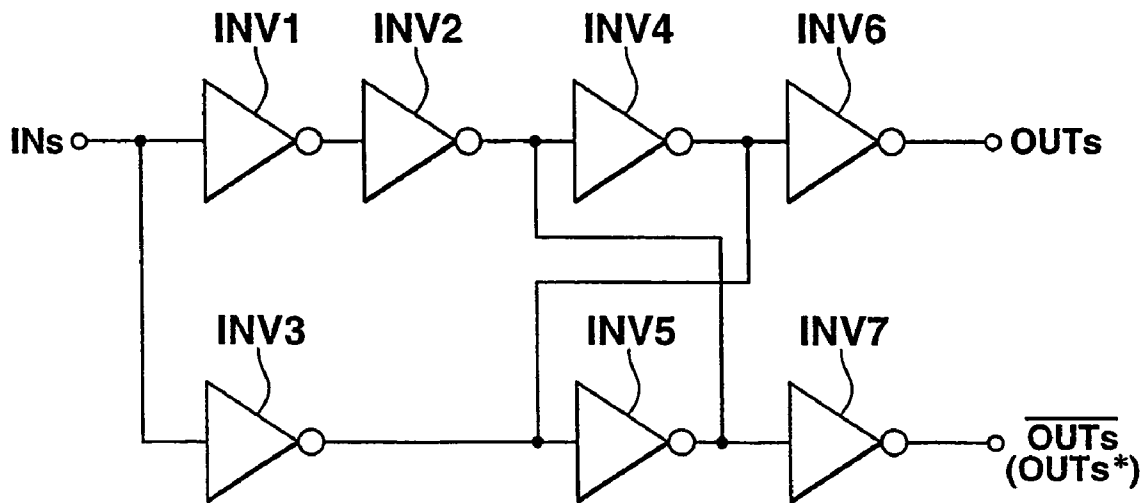 INV1 INV2 INV4 INV6
INs OUTs
INV3 INV5 INV7
OUTs
(OUTs*)